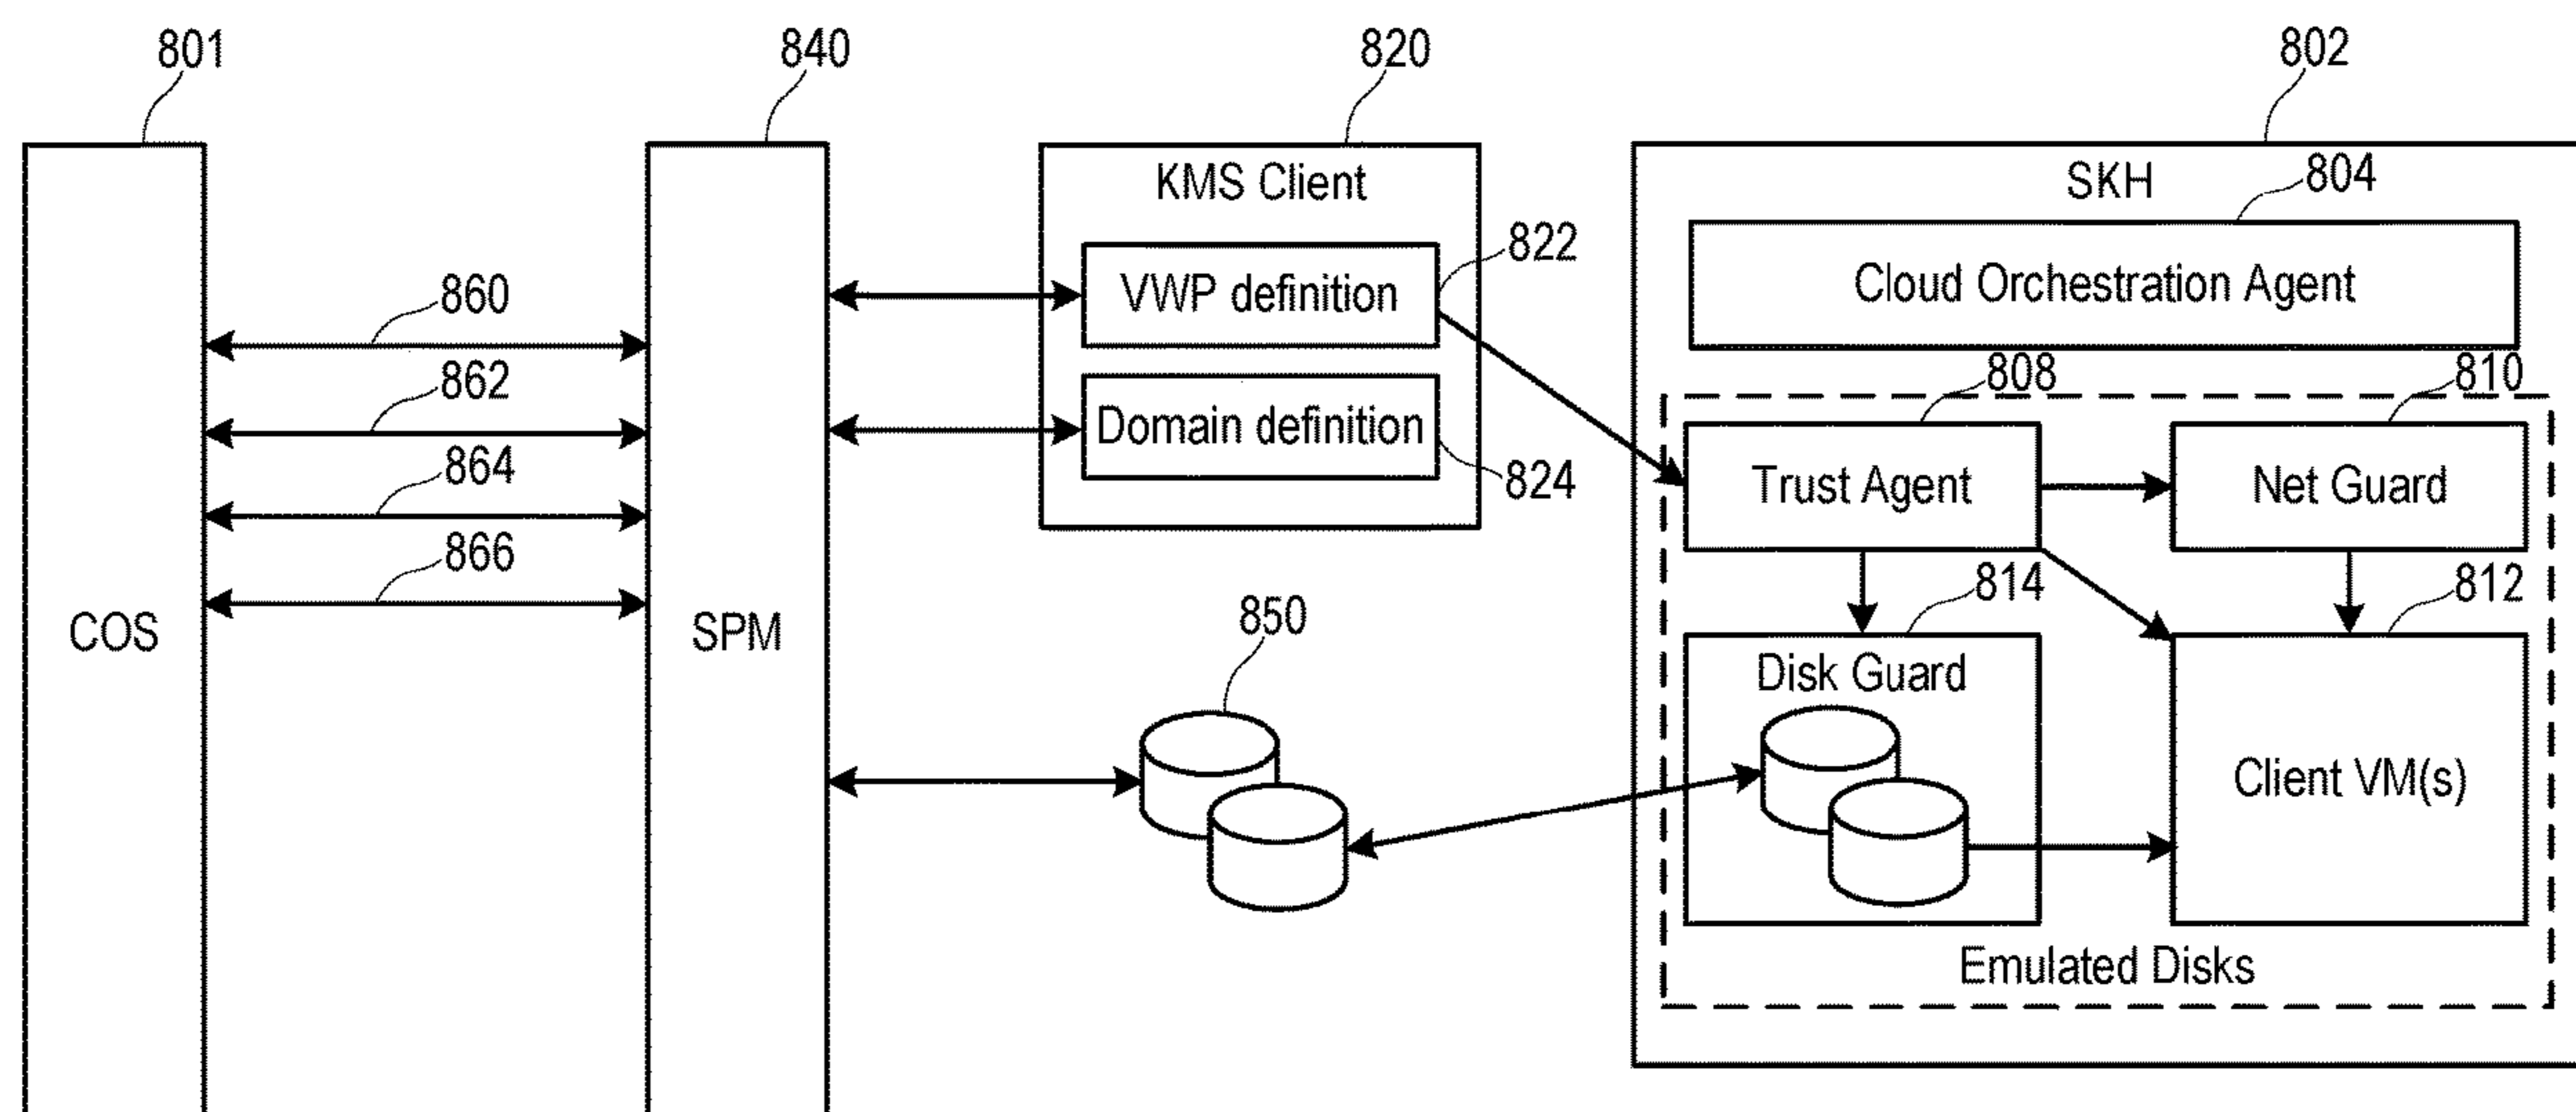 801
840
820
802
KMS Client
SKH
804
822
VWP definition
Cloud Orchestration Agent
860
862
808
810
Domain definition
864
824
Trust Agent
Net Guard
866
814
812
COS
SPM
850
Disk Guard
Client VM(s)
Emulated Disks